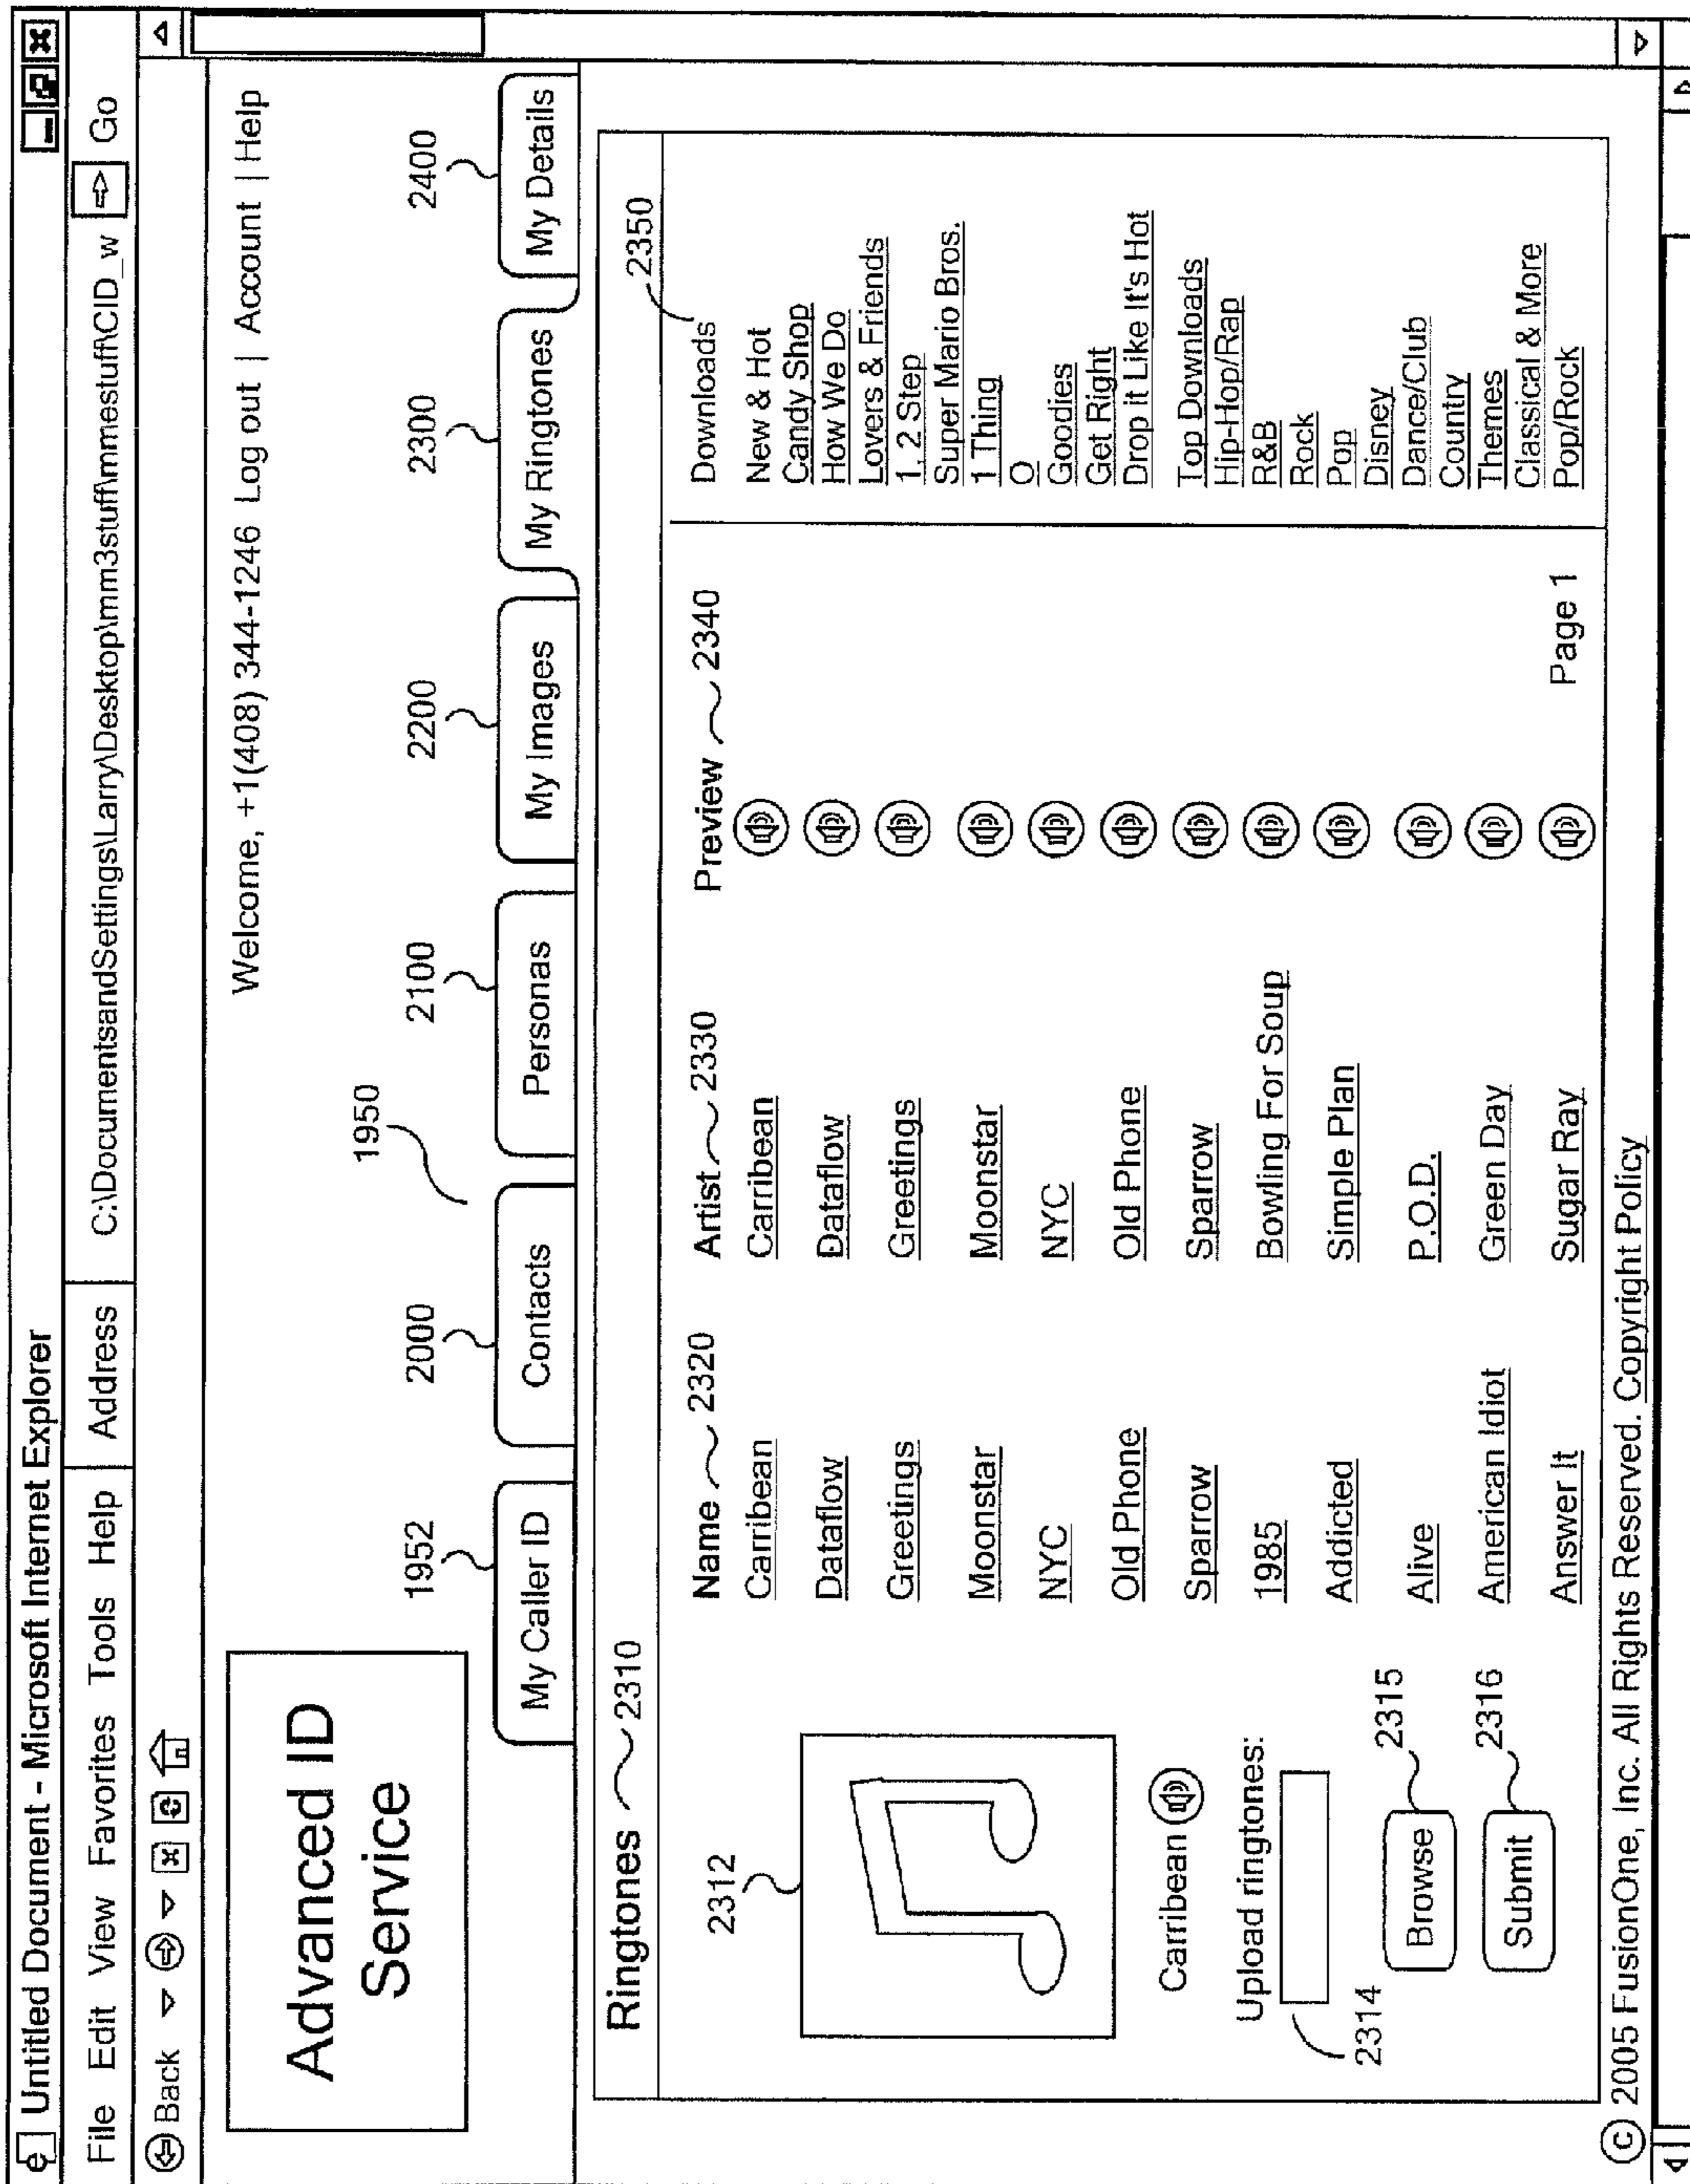 Untitled Document - Microsoft Internet Explorer
File Edit View Favorites Tools Help Address C:\DocumentsandSettings\Larry\Desktop\mm3stuff\mmestuff\CID_w Go
Back
Advanced ID
Service
Welcome, +1(408) 344-1246 Log out | Account | Help
1950
1952 2000 2100 2200 2300 2400
My Caller ID Contacts Personas My Images My Ringtones My Details
Ringtones 2310
2312
Carribean
Upload ringtones:
2314
Browse 2315
Submit 2316
Name 2320 Artist 2330 Preview 2340
Carribean Carribean
Dataflow Dataflow
Greetings Greetings
Moonstar Moonstar
NYC NYC
Old Phone Old Phone
Sparrow Sparrow
1985 Bowling For Soup
Addicted Simple Plan
Alive P.O.D.
American Idiot Green Day
Answer It Sugar Ray
Page 1
2350
Downloads
New & Hot
Candy Shop
How We Do
Lovers & Friends
1, 2 Step
Super Mario Bros.
1 Thing
O
Goodies
Get Right
Drop it Like It's Hot
Top Downloads
Hip-Hop/Rap
R&B
Rock
Pop
Disney
Dance/Club
Country
Themes
Classical & More
Pop/Rock
© 2005 FusionOne, Inc. All Rights Reserved. Copyright Policy